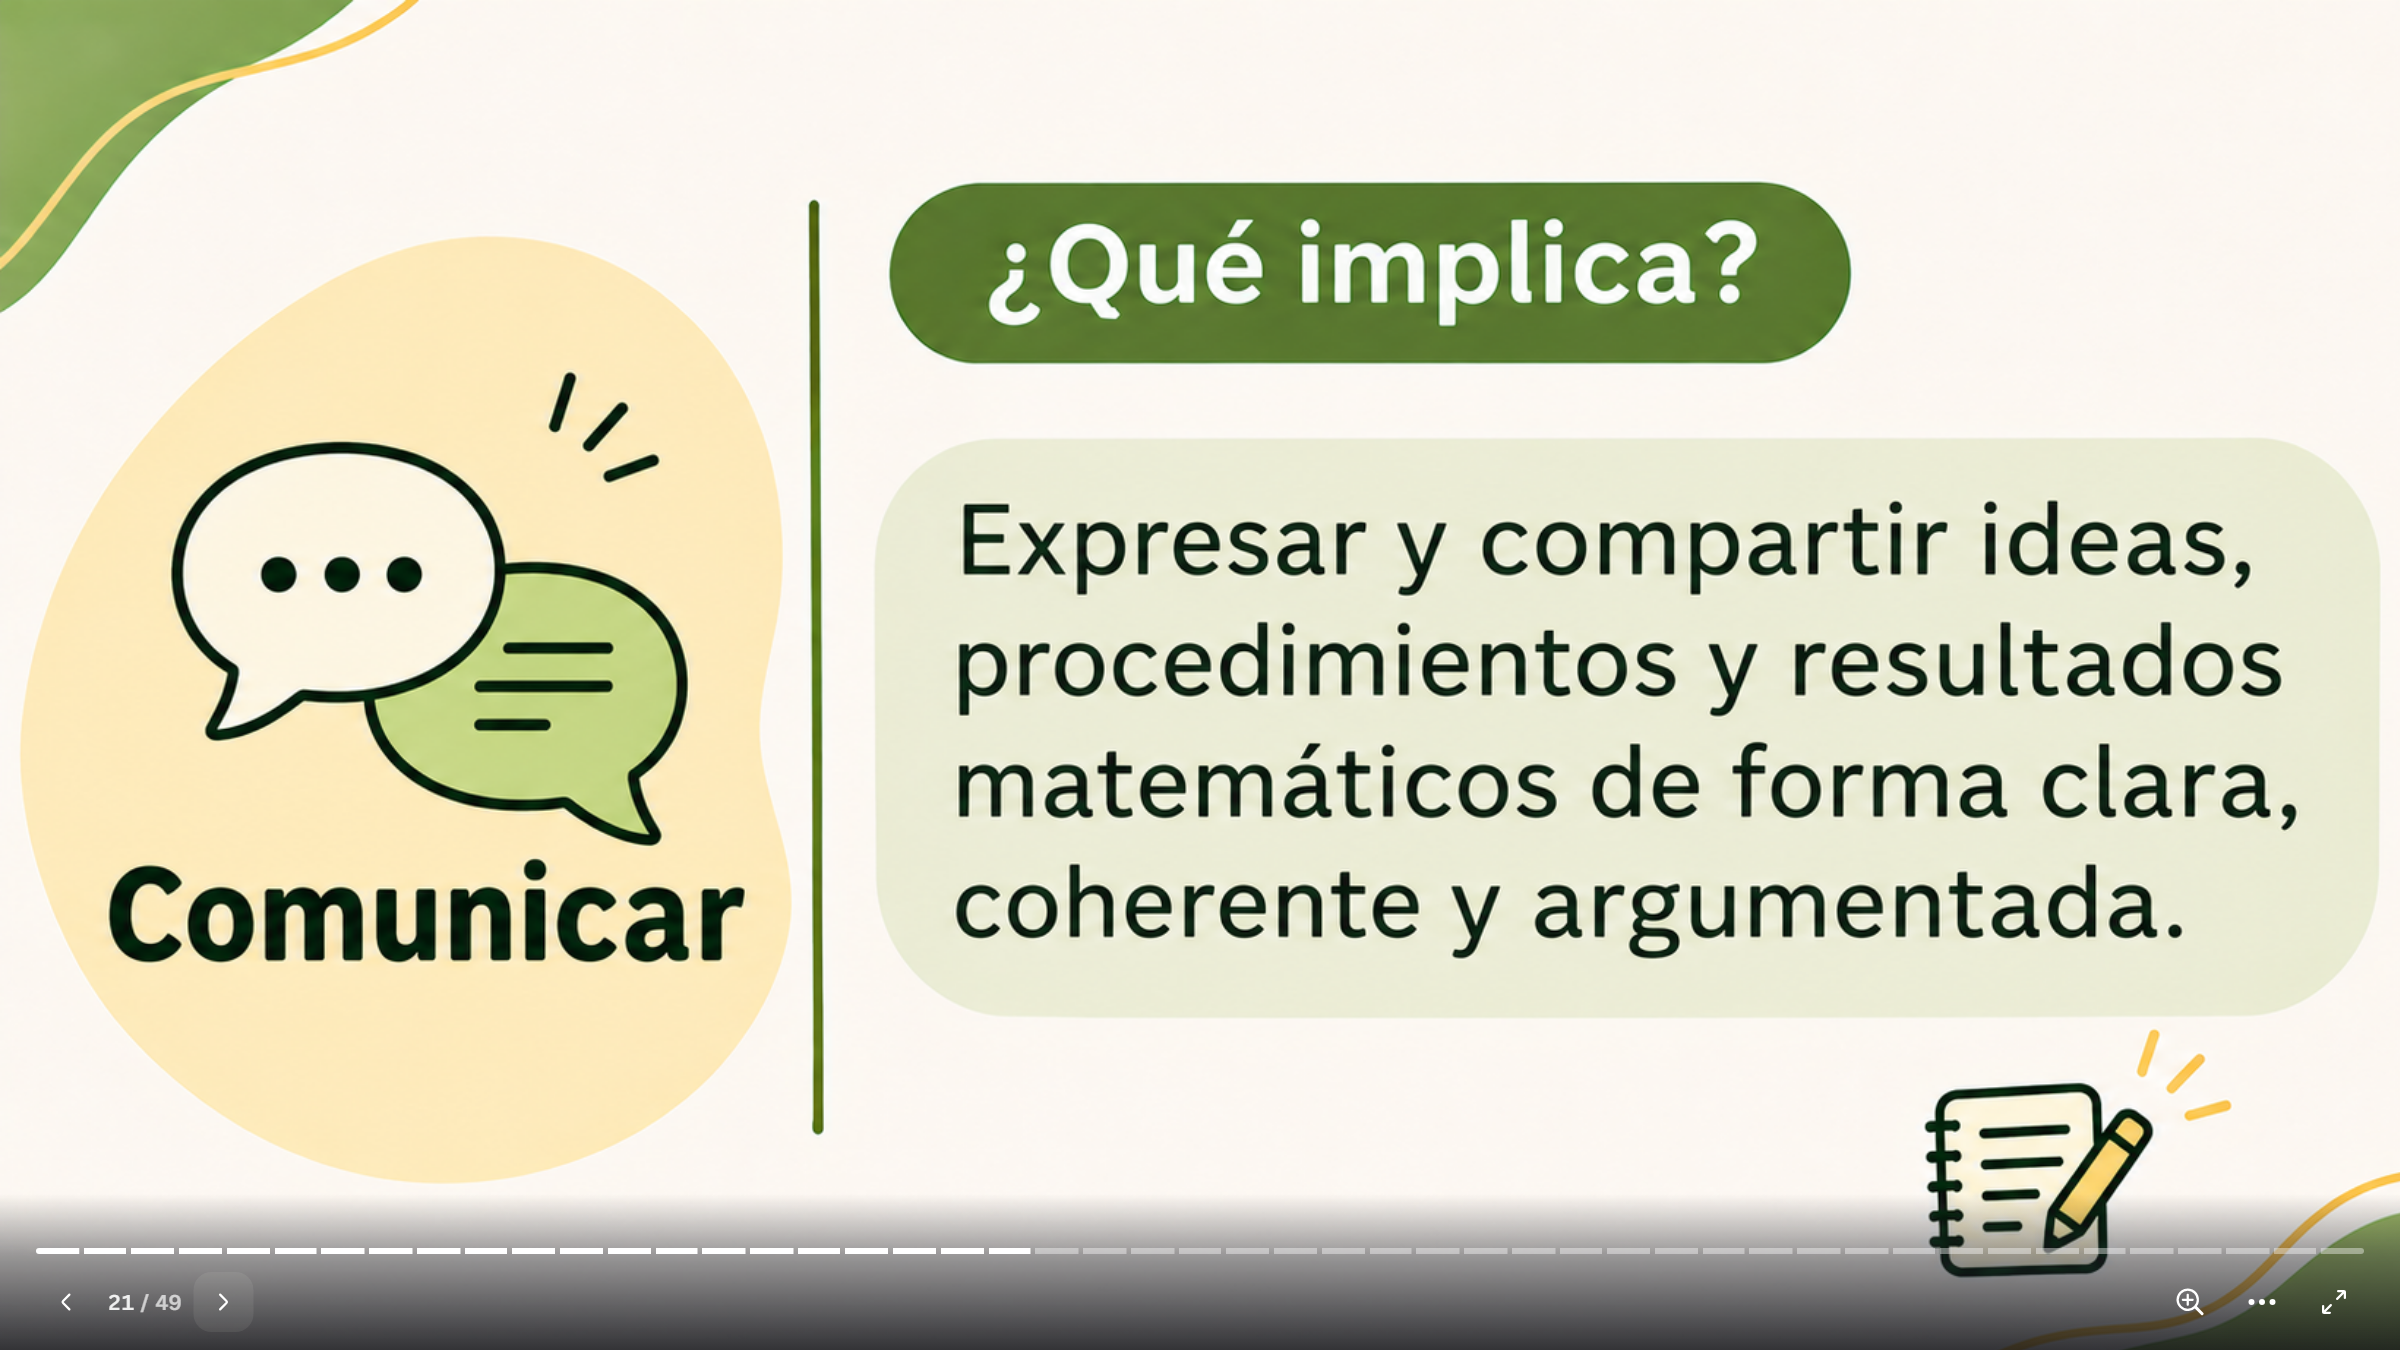 ¿Qué implica?
Expresar y compartir ideas,
procedimientos y resultados
matemáticos de forma clara,
coherente y argumentada.
Comunicar
21 / 49